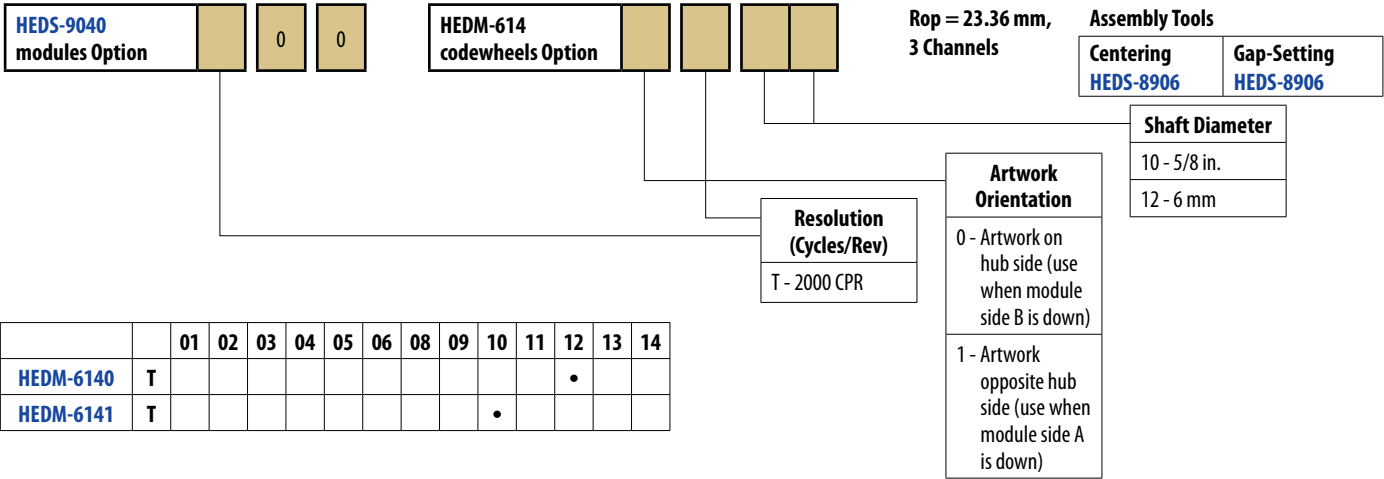 HEDS-9040
modules Option
0
0
HEDM-614
codewheels Option
Rop = 23.36 mm,
3 Channels
Assembly Tools
Centering
HEDS-8906
Gap-Setting
HEDS-8906
Shaft Diameter
10 - 5/8 in.
12 - 6 mm
Artwork
Orientation
0 - Artwork on
hub side (use
when module
side B is down)
1 - Artwork
opposite hub
side (use when
module side A
is down)
Resolution
(Cycles/Rev)
T - 2000 CPR
01 02 03 04 05 06 08 09 10 11 12 13 14
HEDM-6140 T •
HEDM-6141 T •